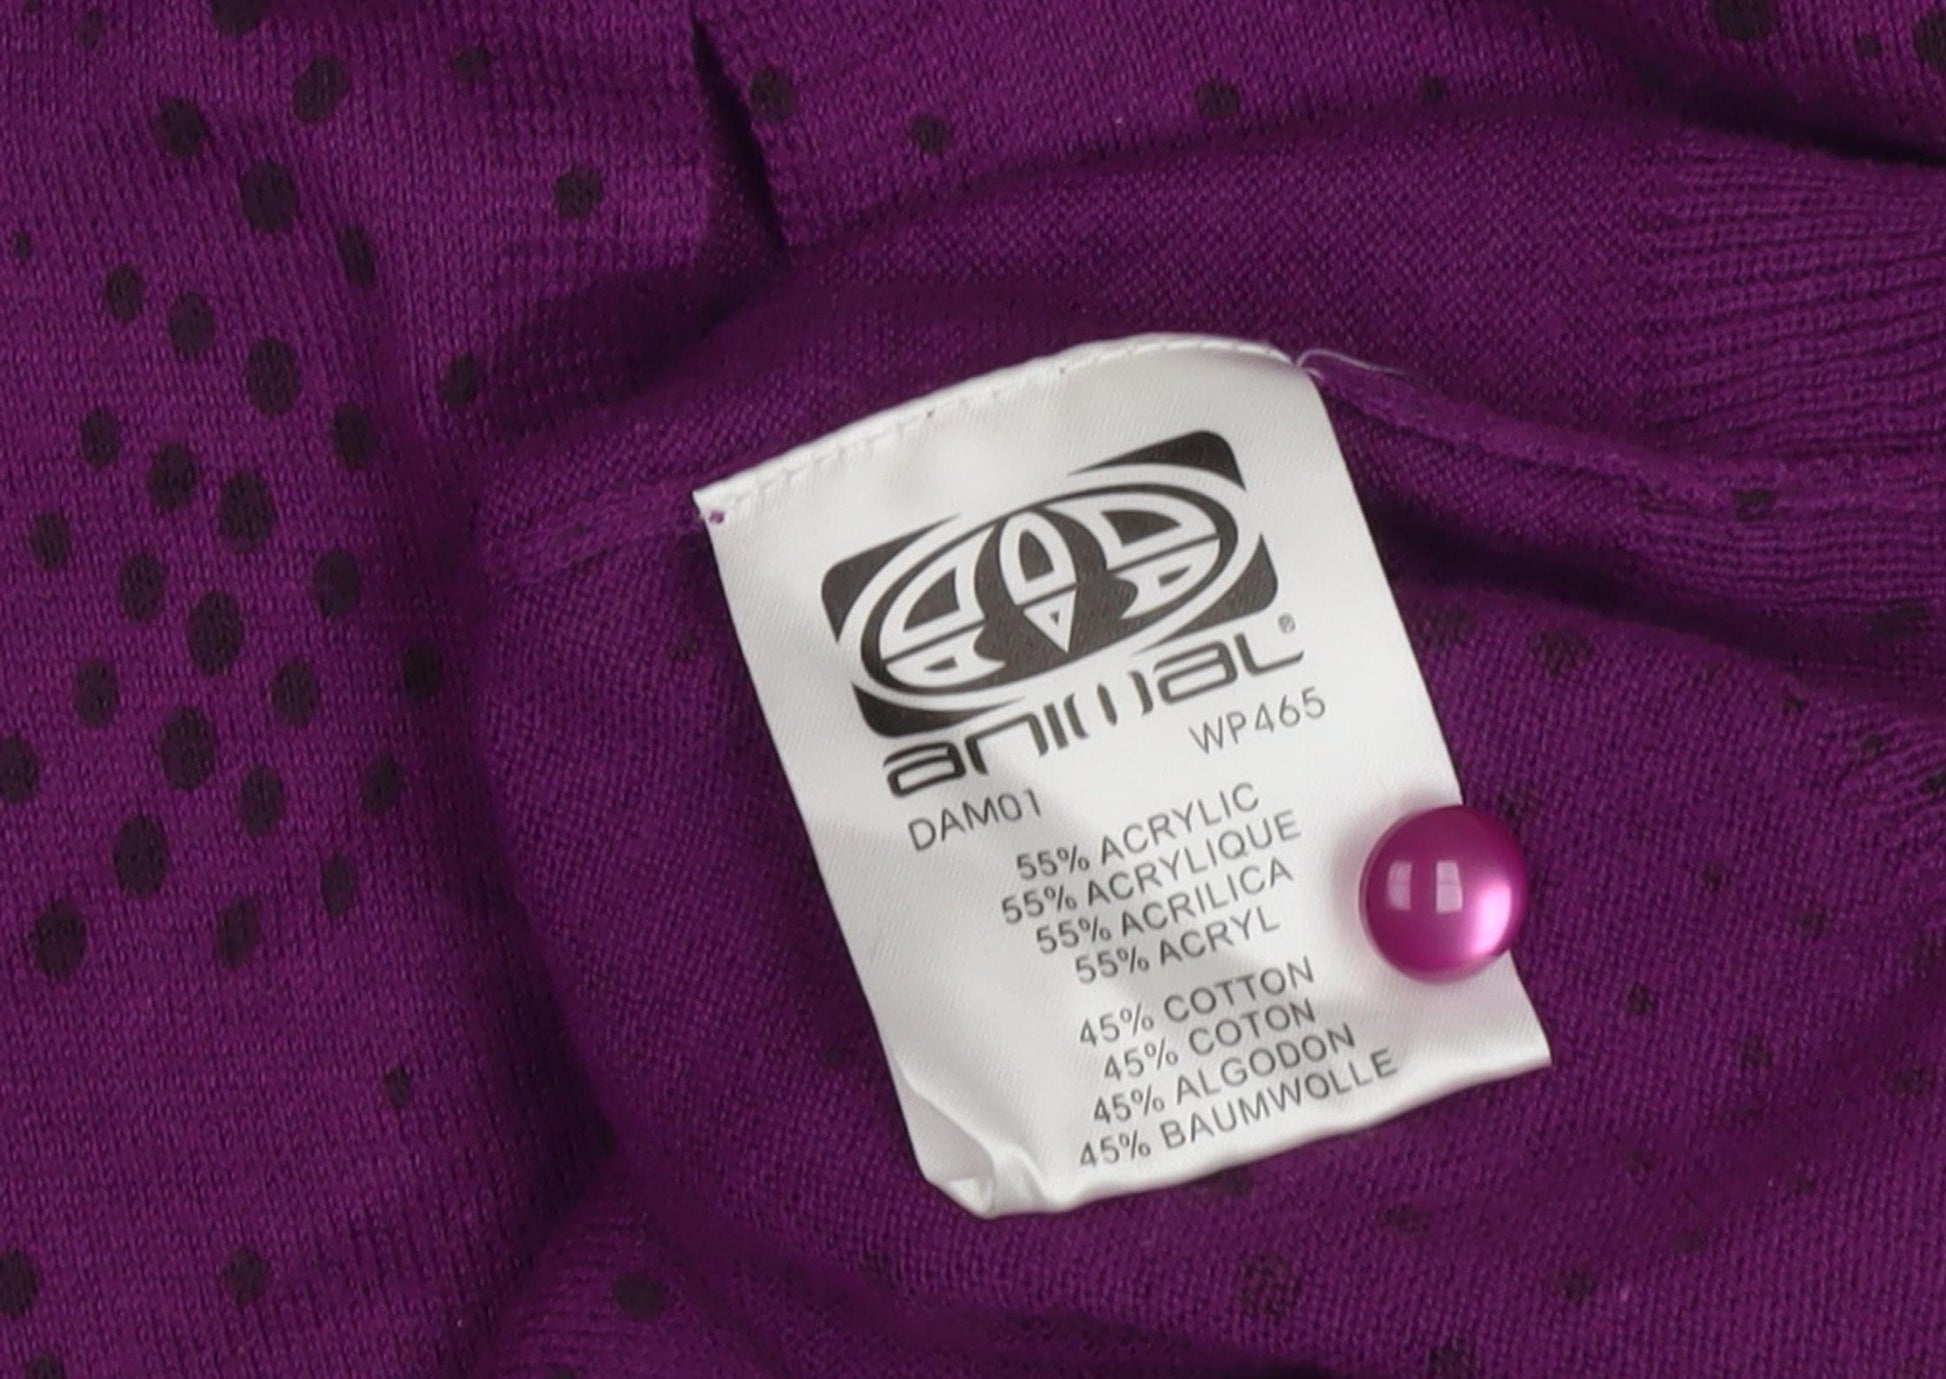 animal®
WP465
DAM01
55% ACRYLIC
55% ACRYLIQUE
55% ACRILICA
55% ACRYL
45% COTTON
45% COTON
45% ALGODON
45% BAUMWOLLE